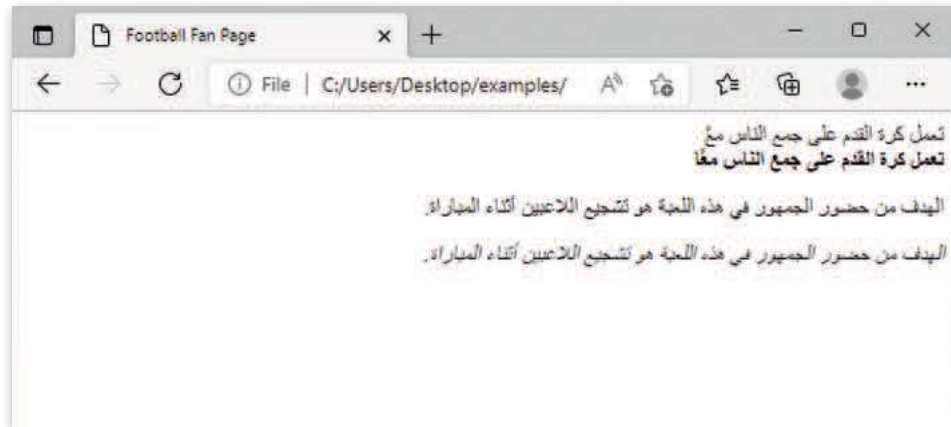 Football Fan Page
File | C:/Users/Desktop/examples/
تعمل كرة القدم على جمع الناس معً
تعمل كرة القدم على جمع الناس معًا
الهدف من حضور الجمهور في هذه اللعبة هو تشجيع اللاعبين أثناء المباراة.
الهدف من حضور الجمهور في هذه اللعبة هو تشجيع اللاعبين أثناء المباراة.